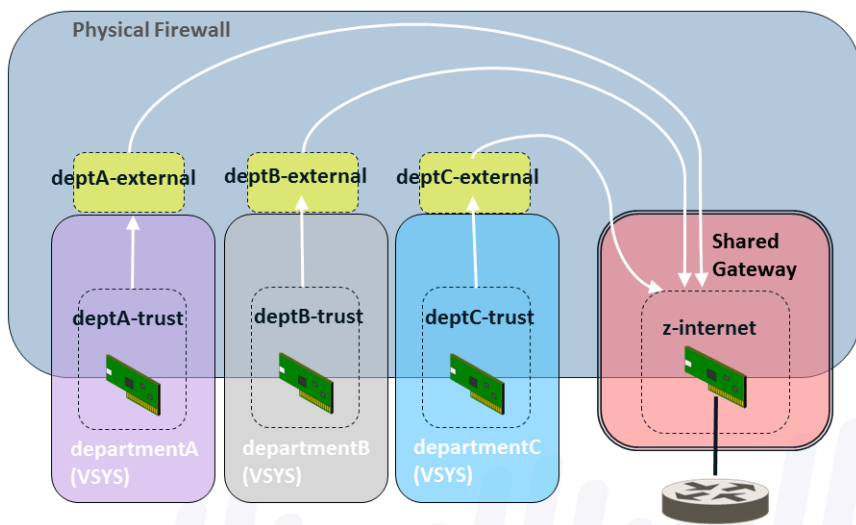 Physical Firewall
deptA-external
deptB-external
deptC-external
Shared
Gateway
deptA-trust
deptB-trust
deptC-trust
z-internet
departmentA
(VSYS)
departmentB
(VSYS)
departmentC
(VSYS)